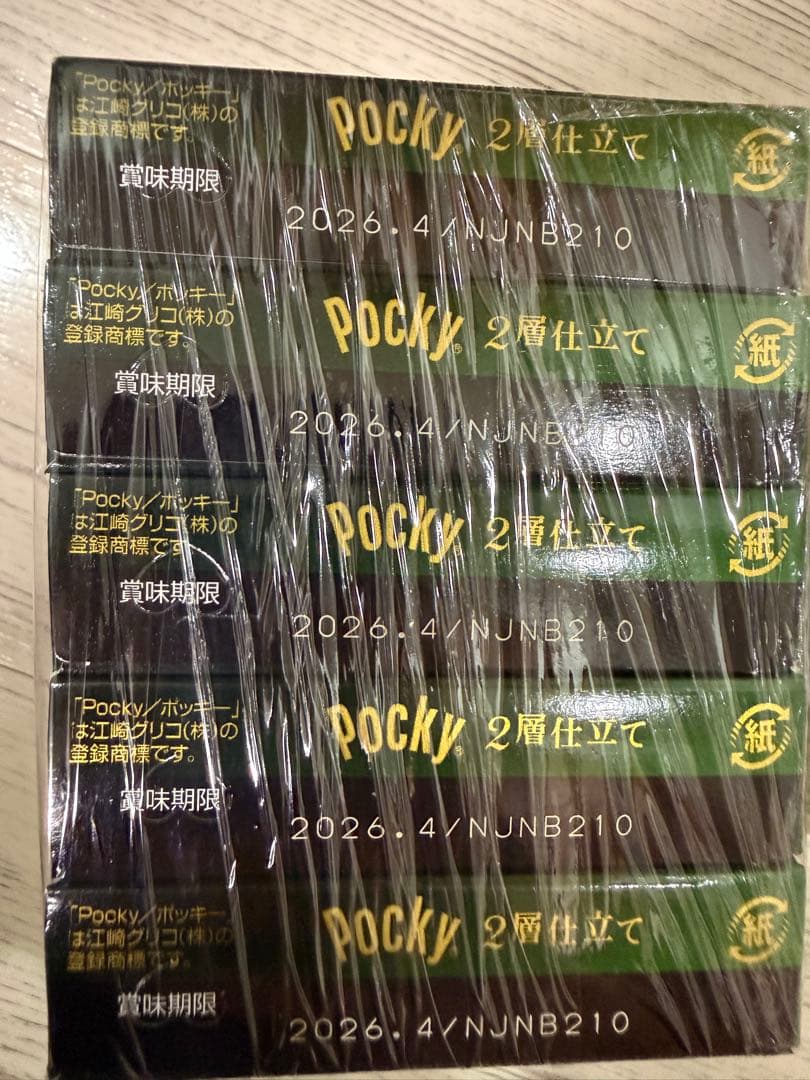 「Pocky/ポッキー」
は江崎グリコ(株)の
登録商標です。
Pocky® 2層仕立て
紙
賞味期限
2026.4/NJNB210
「Pocky/ポッキー」
は江崎グリコ(株)の
登録商標です。
Pocky® 2層仕立て
紙
賞味期限
2026.4/NJNB210
「Pocky/ポッキー」
は江崎グリコ(株)の
登録商標です。
Pocky® 2層仕立て
紙
賞味期限
2026.4/NJNB210
「Pocky/ポッキー」
は江崎グリコ(株)の
登録商標です。
Pocky® 2層仕立て
紙
賞味期限
2026.4/NJNB210
「Pocky/ポッキー」
は江崎グリコ(株)の
登録商標です。
Pocky® 2層仕立て
紙
賞味期限
2026.4/NJNB210